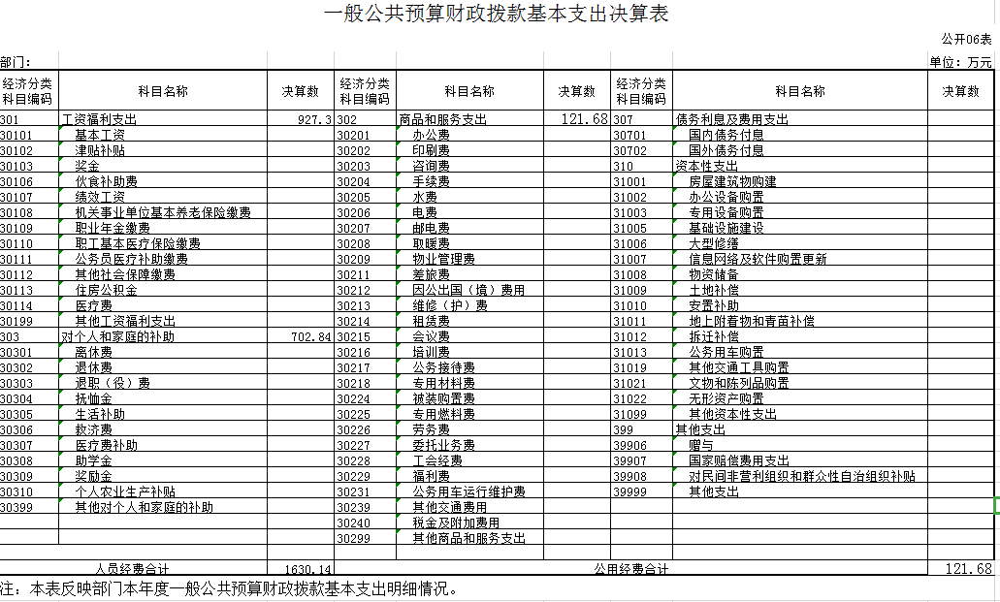 一般公共预算财政拨款基本支出决算表
公开06表
部门： 单位：万元
经济分类科目编码 科目名称 决算数 经济分类科目编码 科目名称 决算数 经济分类科目编码 科目名称 决算数
301 工资福利支出 927.3 302 商品和服务支出 121.68 307 债务利息及费用支出
30101 基本工资 30201 办公费 30701 国内债务付息
30102 津贴补贴 30202 印刷费 30702 国外债务付息
30103 奖金 30203 咨询费 310 资本性支出
30106 伙食补助费 30204 手续费 31001 房屋建筑物购建
30107 绩效工资 30205 水费 31002 办公设备购置
30108 机关事业单位基本养老保险缴费 30206 电费 31003 专用设备购置
30109 职业年金缴费 30207 邮电费 31005 基础设施建设
30110 职工基本医疗保险缴费 30208 取暖费 31006 大型修缮
30111 公务员医疗补助缴费 30209 物业管理费 31007 信息网络及软件购置更新
30112 其他社会保障缴费 30211 差旅费 31008 物资储备
30113 住房公积金 30212 因公出国（境）费用 31009 土地补偿
30114 医疗费 30213 维修（护）费 31010 安置补助
30199 其他工资福利支出 30214 租赁费 31011 地上附着物和青苗补偿
303 对个人和家庭的补助 702.84 30215 会议费 31012 拆迁补偿
30301 离休费 30216 培训费 31013 公务用车购置
30302 退休费 30217 公务接待费 31019 其他交通工具购置
30303 退职（役）费 30218 专用材料费 31021 文物和陈列品购置
30304 抚恤金 30224 被装购置费 31022 无形资产购置
30305 生活补助 30225 专用燃料费 31099 其他资本性支出
30306 救济费 30226 劳务费 399 其他支出
30307 医疗费补助 30227 委托业务费 39906 赠与
30308 助学金 30228 工会经费 39907 国家赔偿费用支出
30309 奖励金 30229 福利费 39908 对民间非营利组织和群众性自治组织补贴
30310 个人农业生产补贴 30231 公务用车运行维护费 39999 其他支出
30399 其他对个人和家庭的补助 30239 其他交通费用
30240 税金及附加费用
30299 其他商品和服务支出
人员经费合计 1630.14 公用经费合计 121.68
注：本表反映部门本年度一般公共预算财政拨款基本支出明细情况。